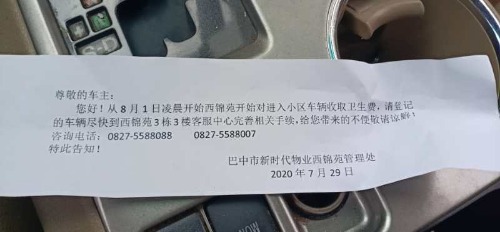 尊敬的车主：
您好！从8月1日凌晨开始西锦苑开始对进入小区车辆收取卫生费，请登记
的车辆尽快到西锦苑3栋3楼客服中心完善相关手续，给您带来的不便敬请谅解！
咨询电话：0827-5588088 0827-5588007
特此告知！
巴中市新时代物业西锦苑管理处
2020年7月29日